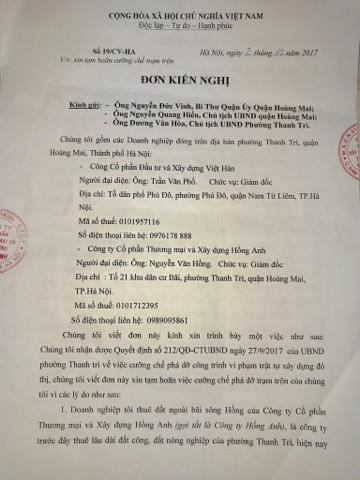 CỘNG HÒA XÃ HỘI CHỦ NGHĨA VIỆT NAM
Độc lập – Tự do – Hạnh phúc
Số 19/CV-HA
V/v: xin tạm hoãn cưỡng chế trạm trộn
Hà Nội, ngày 2 tháng 10 năm 2017
ĐƠN KIẾN NGHỊ
Kính gửi: - Ông Nguyễn Đức Vinh, Bí Thư Quận Ủy Quận Hoàng Mai;
- Ông Nguyễn Quang Hiếu, Chủ tịch UBND quận Hoàng Mai;
- Ông Dương Văn Hòa, Chủ tịch UBND Phường Thanh Trì.
Chúng tôi gồm các Doanh nghiệp đóng trên địa bàn phường Thanh Trì, quận
Hoàng Mai, Thành phố Hà Nội:
- Công Cổ phần Đầu tư và Xây dựng Việt Hán
Người đại diện: Ông: Trần Văn Phố. Chức vụ: Giám đốc
Địa chỉ: Tổ dân phố Phú Đô, phường Phú Đô, quận Nam Từ Liêm, TP.Hà
Nội.
Mã số thuế: 0101957116
Số điện thoại liên hệ: 0976178 888
- Công ty Cổ phần Thương mại và Xây dựng Hồng Anh
Người đại diện: Ông: Nguyễn Văn Hồng. Chức vụ: Giám đốc
Địa chỉ : Tổ 21 khu dân cư Bãi, phường Thanh Trì, quận Hoàng Mai,
TP.Hà Nội.
Mã số thuế: 0101712395
Số điện thoại liên hệ: 0989095861
Chúng tôi viết đơn này kính xin trình bày một việc như sau:
Chúng tôi nhận được Quyết định số 212/QĐ-CTUBND ngày 27/9/2017 của UBND
phường Thanh Trì về việc cưỡng chế phá dỡ công trình vi phạm trật tự xây dựng đô
thị, chúng tôi viết đơn này xin tạm hoãn việc cưỡng chế phá dỡ trạm trộn của chúng
tôi vì các lý do như sau:
1. Doanh nghiệp tôi thuê đất ngoài bãi sông Hồng của Công ty Cổ phần
Thương mại và Xây dựng Hồng Anh (gọi tắt là Công ty Hồng Anh), là công ty
trước đây thuê lâu dài đất công, đất nông nghiệp của phường Thanh Trì, hiện nay